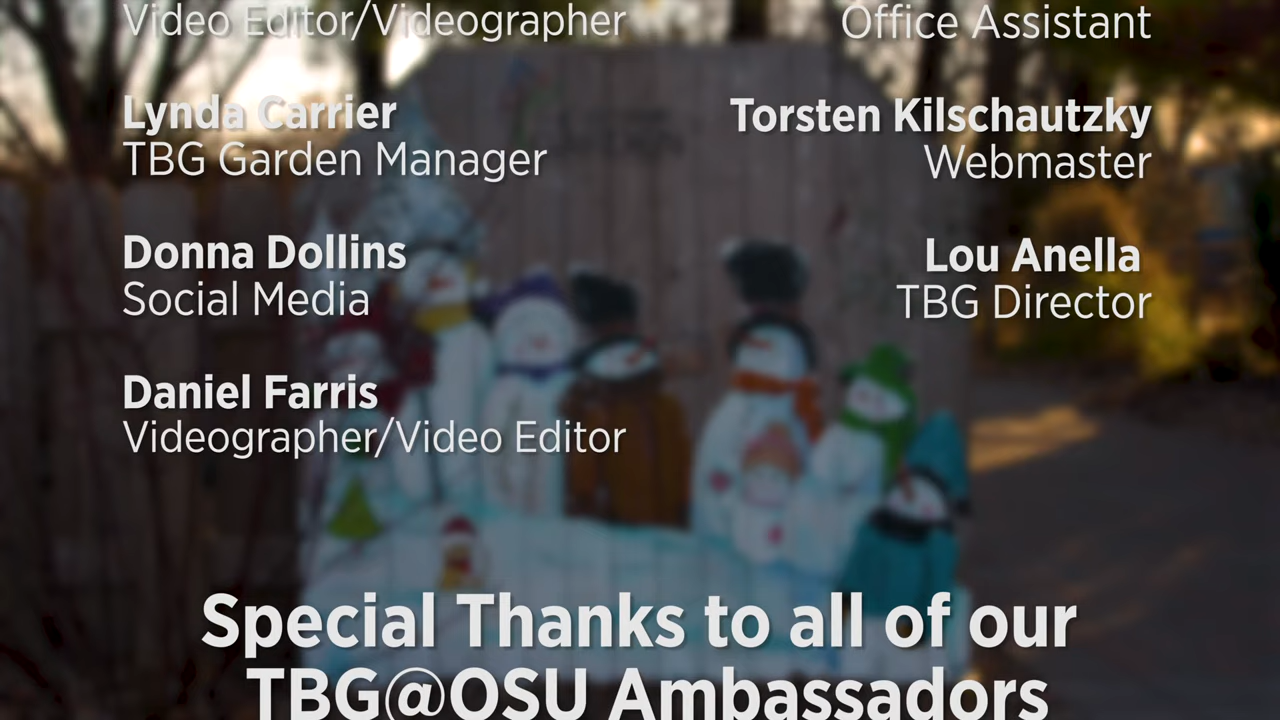 Video Editor/Videographer
Office Assistant
Lynda Carrier
TBG Garden Manager
Torsten Kilschautzky
Webmaster
Donna Dollins
Social Media
Lou Anella
TBG Director
Daniel Farris
Videographer/Video Editor
Special Thanks to all of our
TBG@OSU Ambassadors